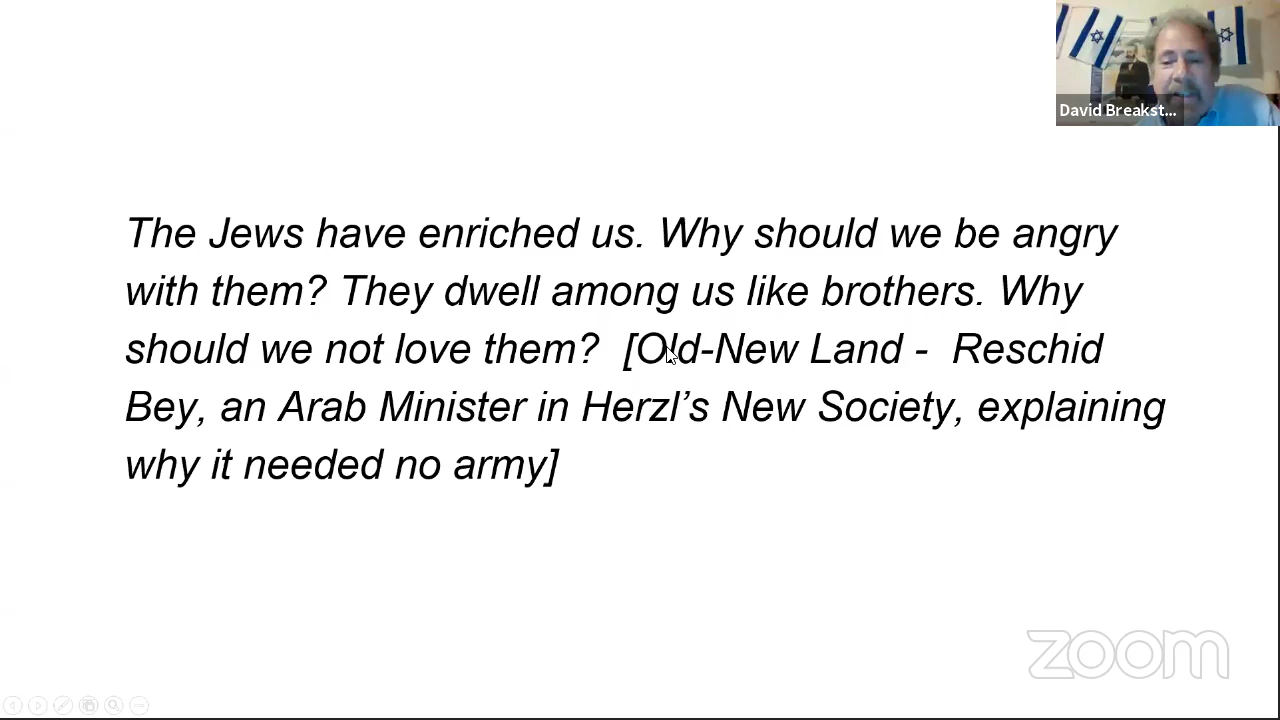 David Breakst...
The Jews have enriched us. Why should we be angry
with them? They dwell among us like brothers. Why
should we not love them?  [Old-New Land -  Reschid
Bey, an Arab Minister in Herzl’s New Society, explaining
why it needed no army]
zoom